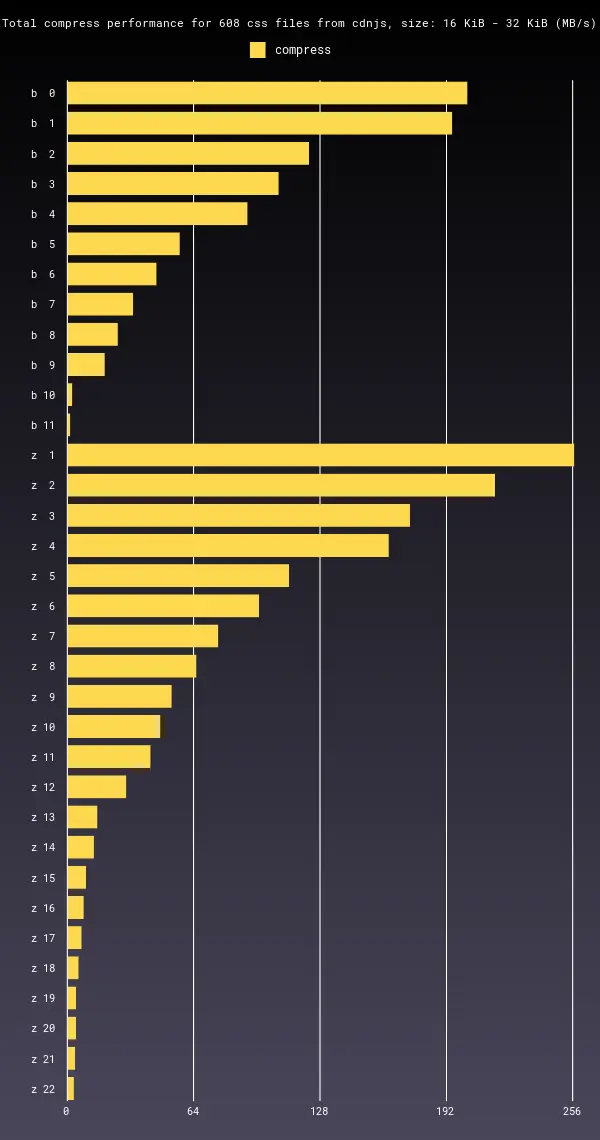 Total compress performance for 608 css files from cdnjs, size: 16 KiB - 32 KiB (MB/s)
compress
b 0
b 1
b 2
b 3
b 4
b 5
b 6
b 7
b 8
b 9
b 10
b 11
z 1
z 2
z 3
z 4
z 5
z 6
z 7
z 8
z 9
z 10
z 11
z 12
z 13
z 14
z 15
z 16
z 17
z 18
z 19
z 20
z 21
z 22
0 64 128 192 256